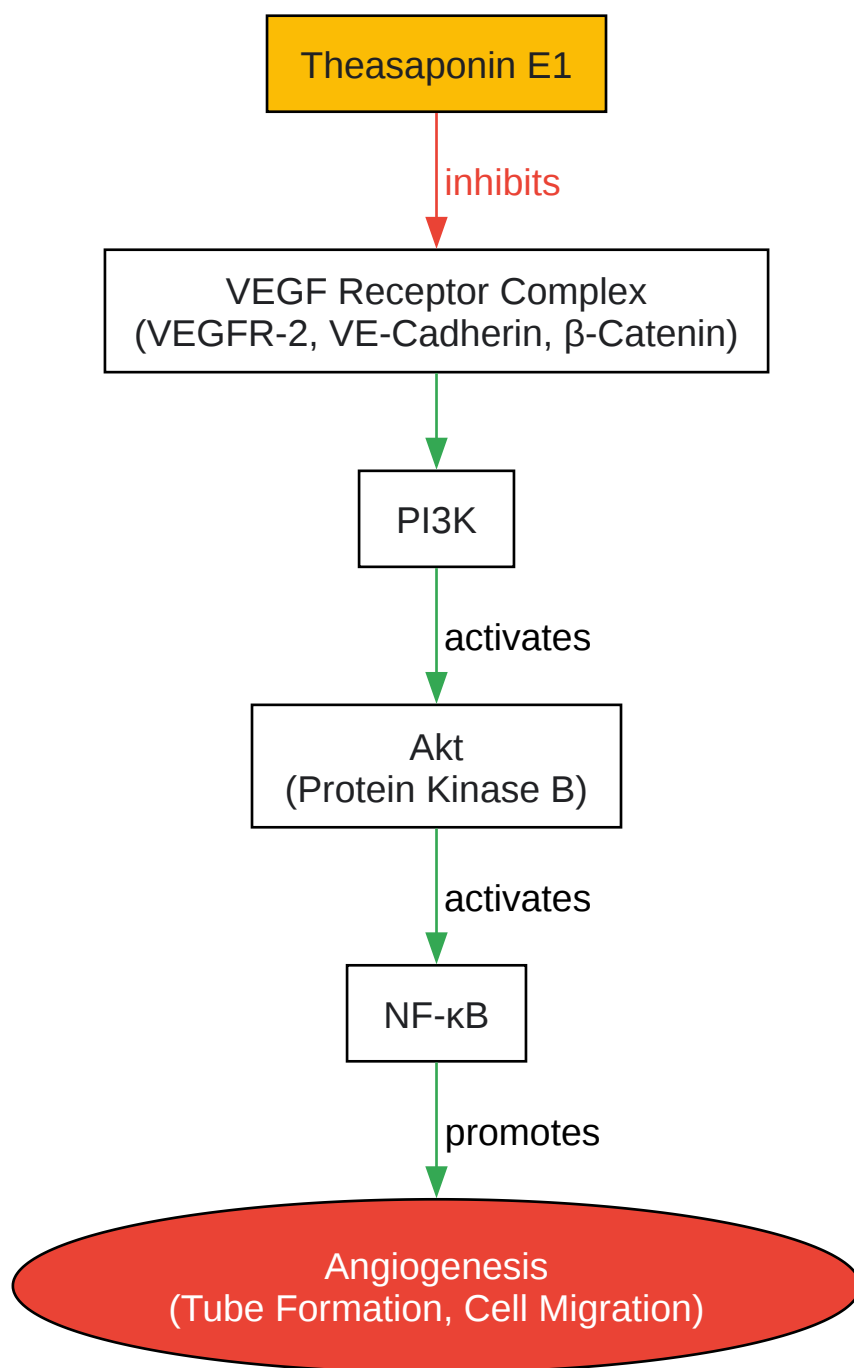 Theasaponin E1
inhibits
VEGF Receptor Complex
(VEGFR-2, VE-Cadherin, β-Catenin)
PI3K
activates
Akt
(Protein Kinase B)
activates
NF-κB
promotes
Angiogenesis
(Tube Formation, Cell Migration)